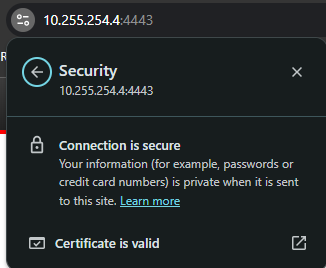 10.255.254.4:4443
R
Security
10.255.254.4:4443
Connection is secure
Your information (for example, passwords or
credit card numbers) is private when it is sent
to this site. Learn more
Certificate is valid